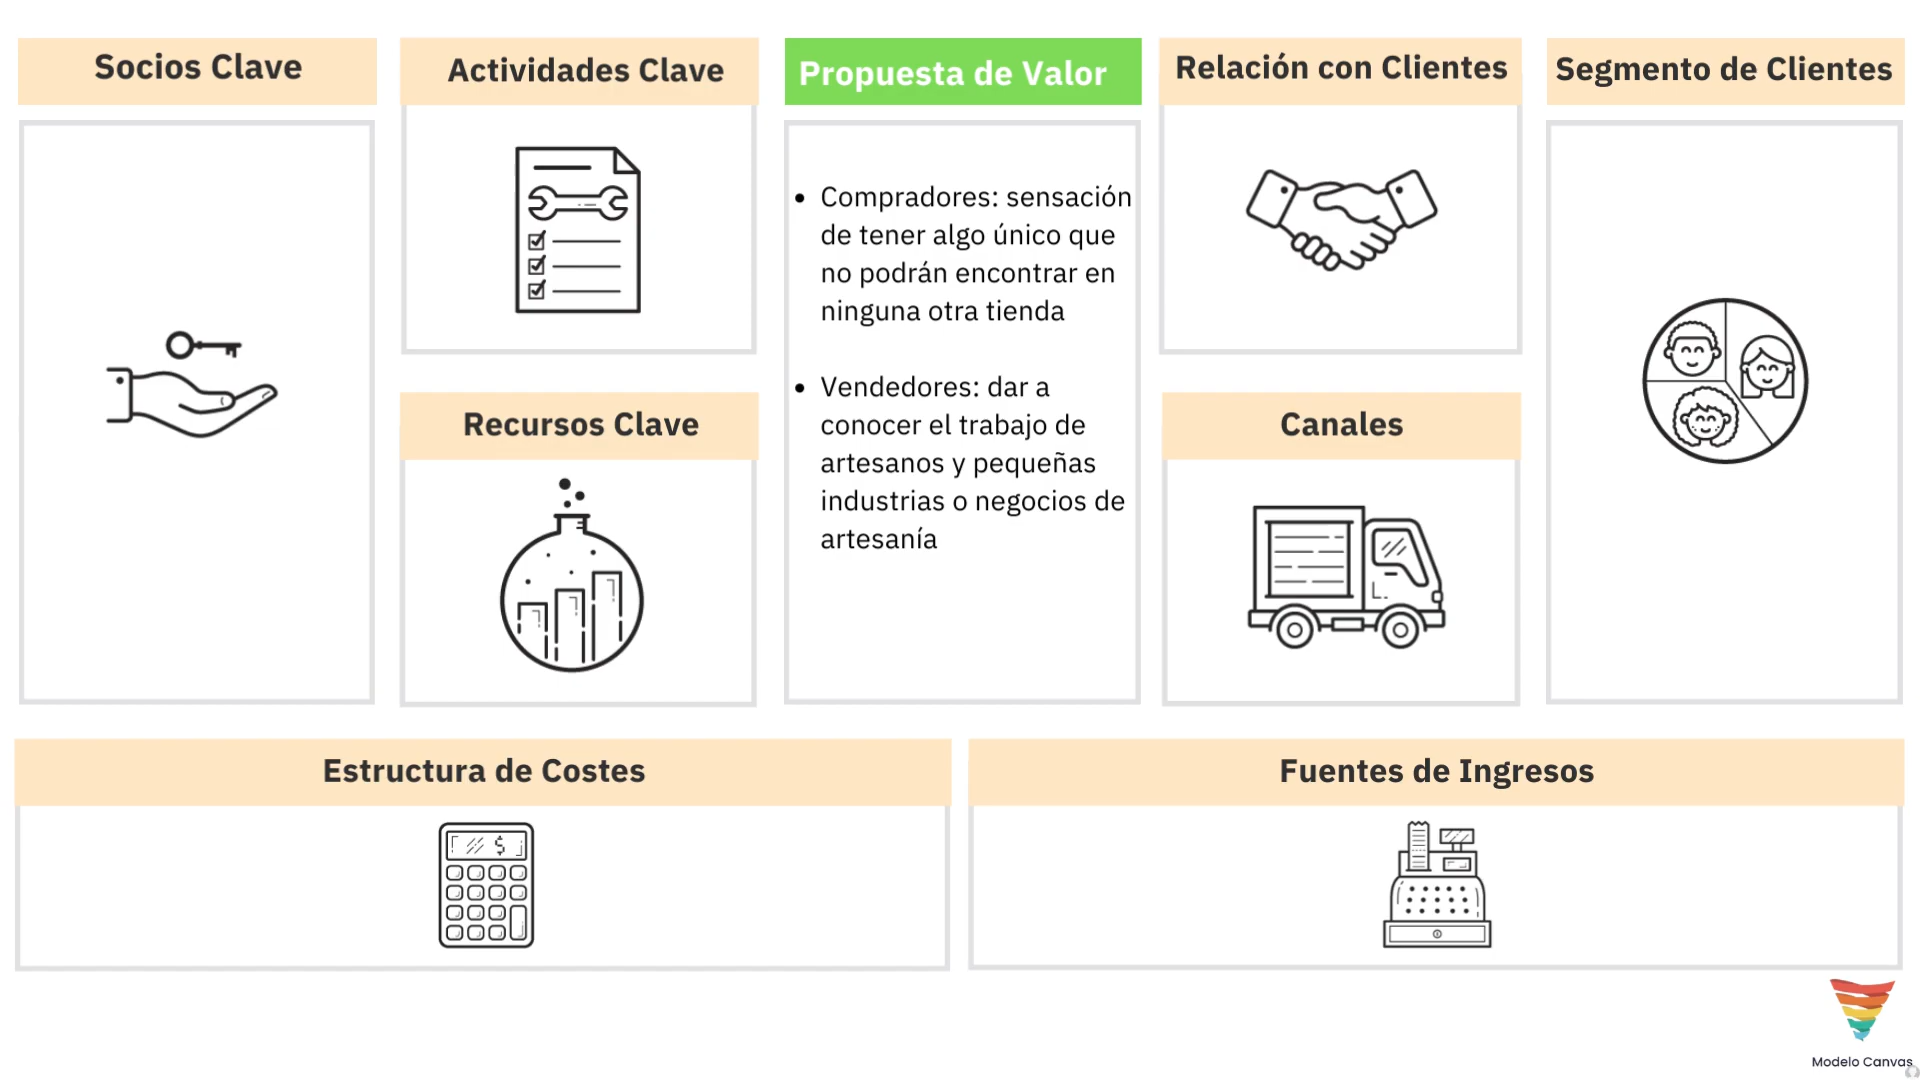 Socios Clave
Actividades Clave
Propuesta de Valor
Relación con Clientes
Segmento de Clientes
• Compradores: sensación
de tener algo único que
no podrán encontrar en
ninguna otra tienda
• Vendedores: dar a
conocer el trabajo de
artesanos y pequeñas
industrias o negocios de
artesanía
Recursos Clave
Canales
Estructura de Costes
$
Fuentes de Ingresos
Modelo Canvas